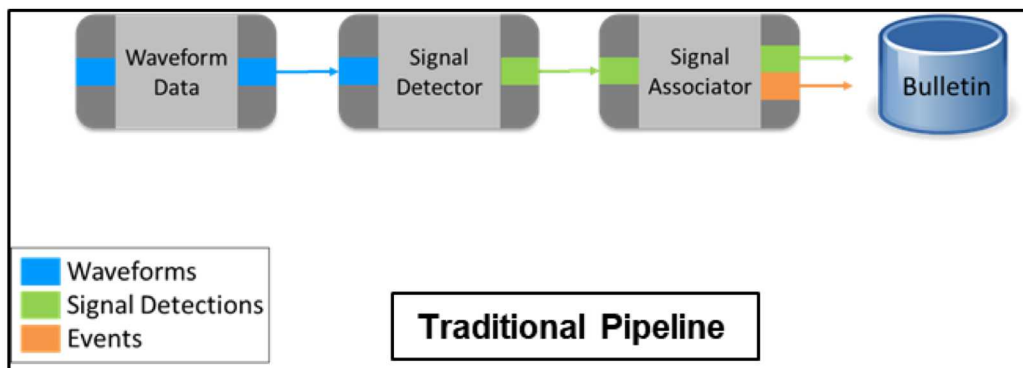 Waveform
Data
Signal
Detector
Signal
Associator
Bulletin
Waveforms
Signal Detections
Events
Traditional Pipeline